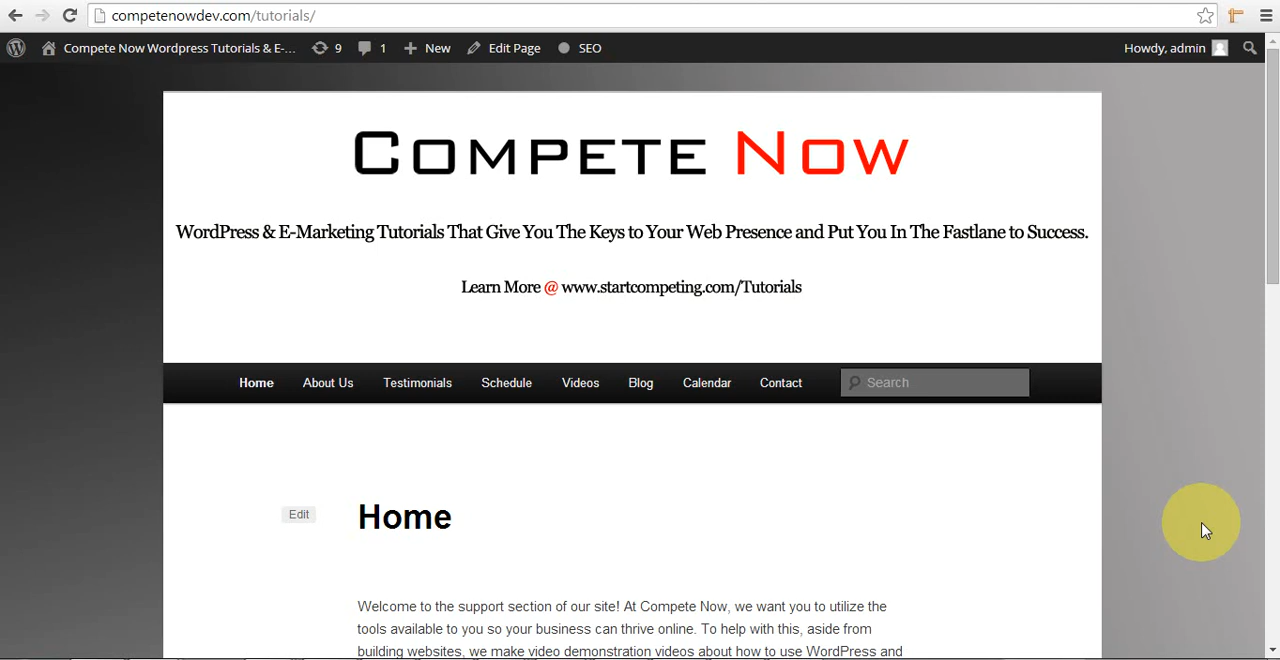 competenowdev.com/tutorials/
Compete Now Wordpress Tutorials & E-... 9 1 New Edit Page SEO Howdy, admin
Compete Now
WordPress & E-Marketing Tutorials That Give You The Keys to Your Web Presence and Put You In The Fastlane to Success.
Learn More @ www.startcompeting.com/Tutorials
Home About Us Testimonials Schedule Videos Blog Calendar Contact Search
Edit Home
Welcome to the support section of our site! At Compete Now, we want you to utilize the
tools available to you so your business can thrive online. To help with this, aside from
building websites, we make video demonstration videos about how to use WordPress and